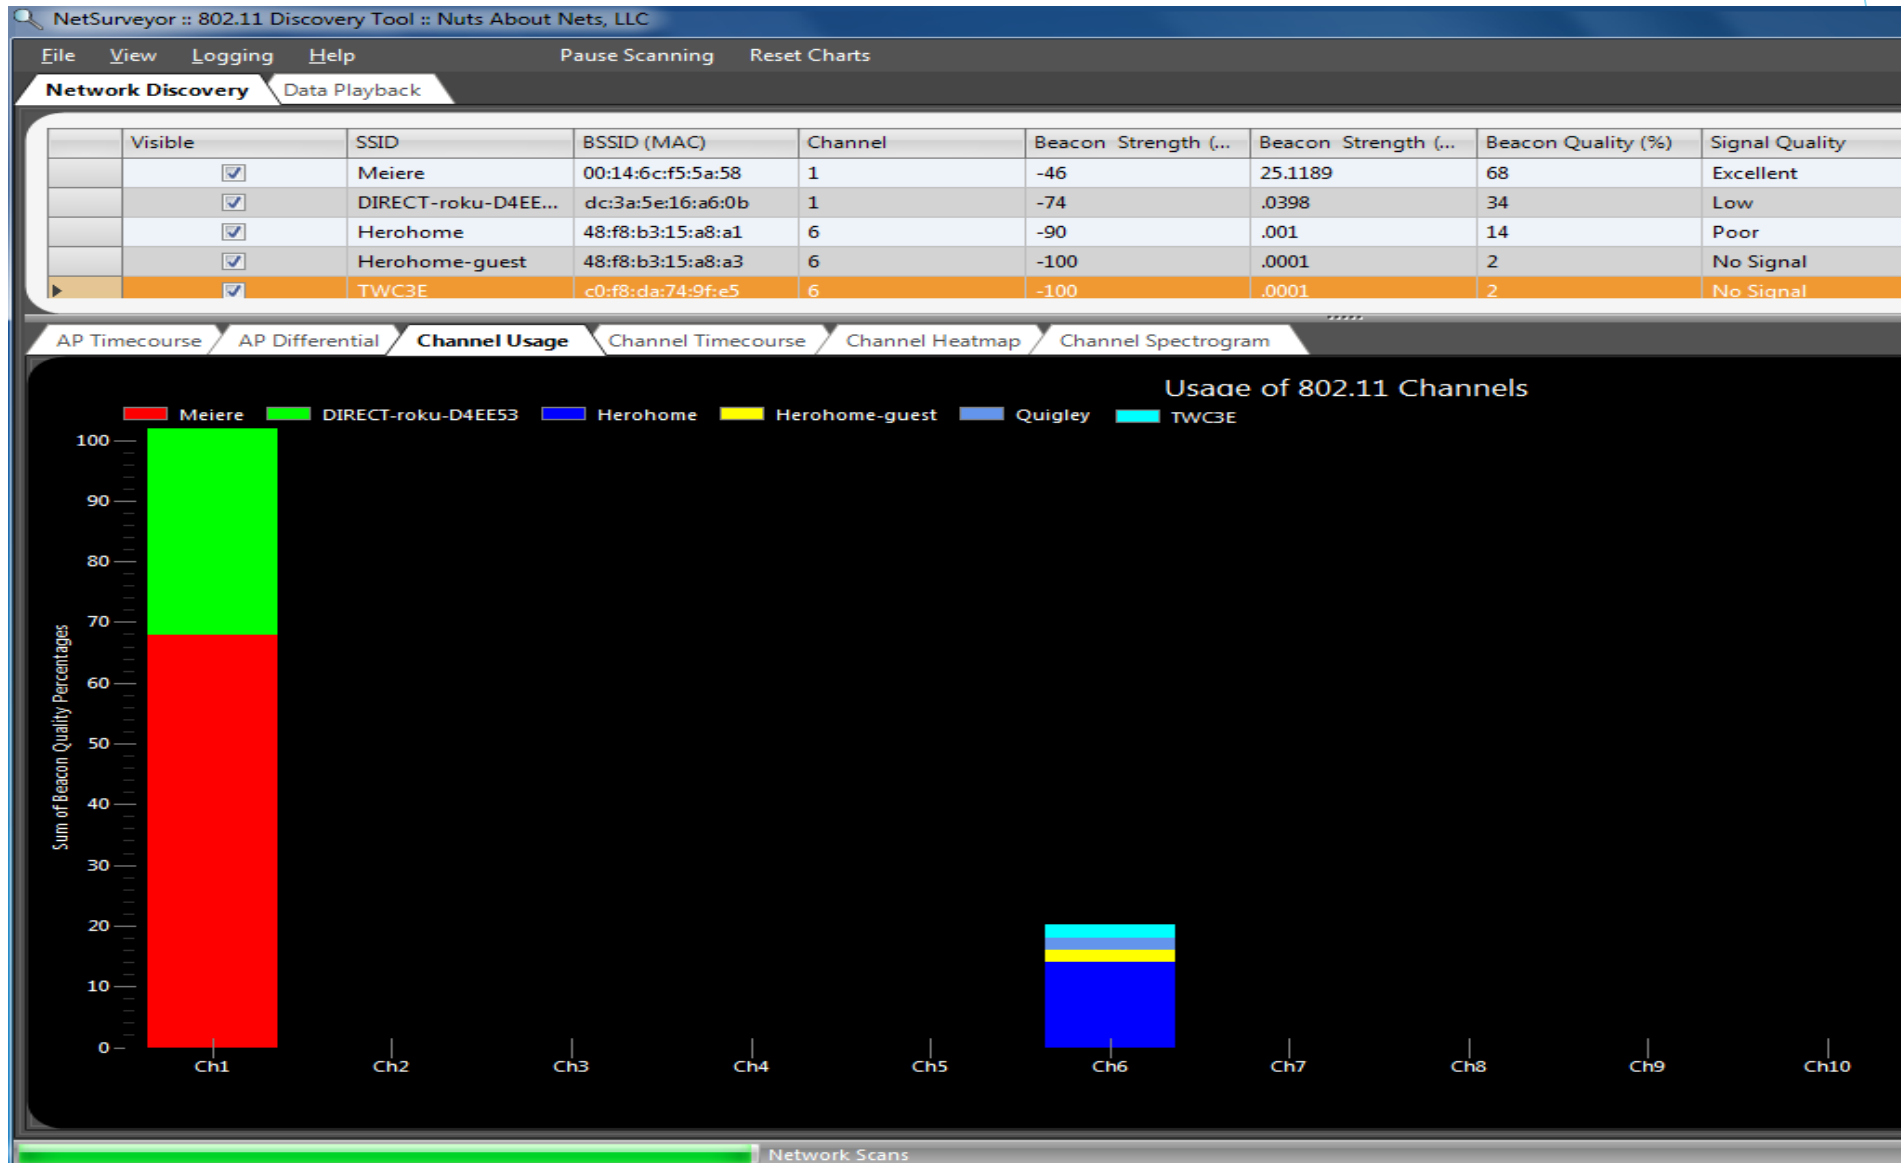 NetSurveyor :: 802.11 Discovery Tool :: Nuts About Nets, LLC
File View Logging Help Pause Scanning Reset Charts
Network Discovery Data Playback
Visible SSID BSSID (MAC) Channel Beacon Strength (... Beacon Strength (... Beacon Quality (%) Signal Quality
Meiere 00:14:6c:f5:5a:58 1 -46 25.1189 68 Excellent
DIRECT-roku-D4EE... dc:3a:5e:16:a6:0b 1 -74 .0398 34 Low
Herohome 48:f8:b3:15:a8:a1 6 -90 .001 14 Poor
Herohome-guest 48:f8:b3:15:a8:a3 6 -100 .0001 2 No Signal
TWC3E c0:f8:da:74:9f:e5 6 -100 .0001 2 No Signal
AP Timecourse AP Differential Channel Usage Channel Timecourse Channel Heatmap Channel Spectrogram
Usage of 802.11 Channels
Meiere DIRECT-roku-D4EE53 Herohome Herohome-guest Quigley TWC3E
Sum of Beacon Quality Percentages
100
90
80
70
60
50
40
30
20
10
0
Ch1 Ch2 Ch3 Ch4 Ch5 Ch6 Ch7 Ch8 Ch9 Ch10
Network Scans